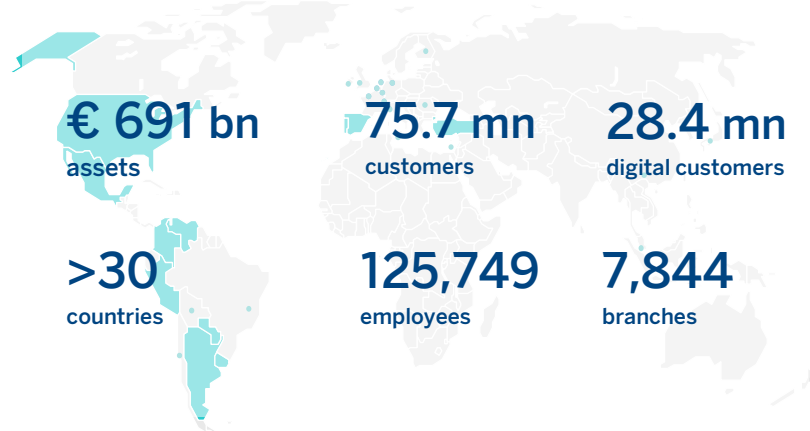 € 691 bn
assets
75.7 mn
customers
28.4 mn
digital customers
>30
countries
125,749
employees
7,844
branches